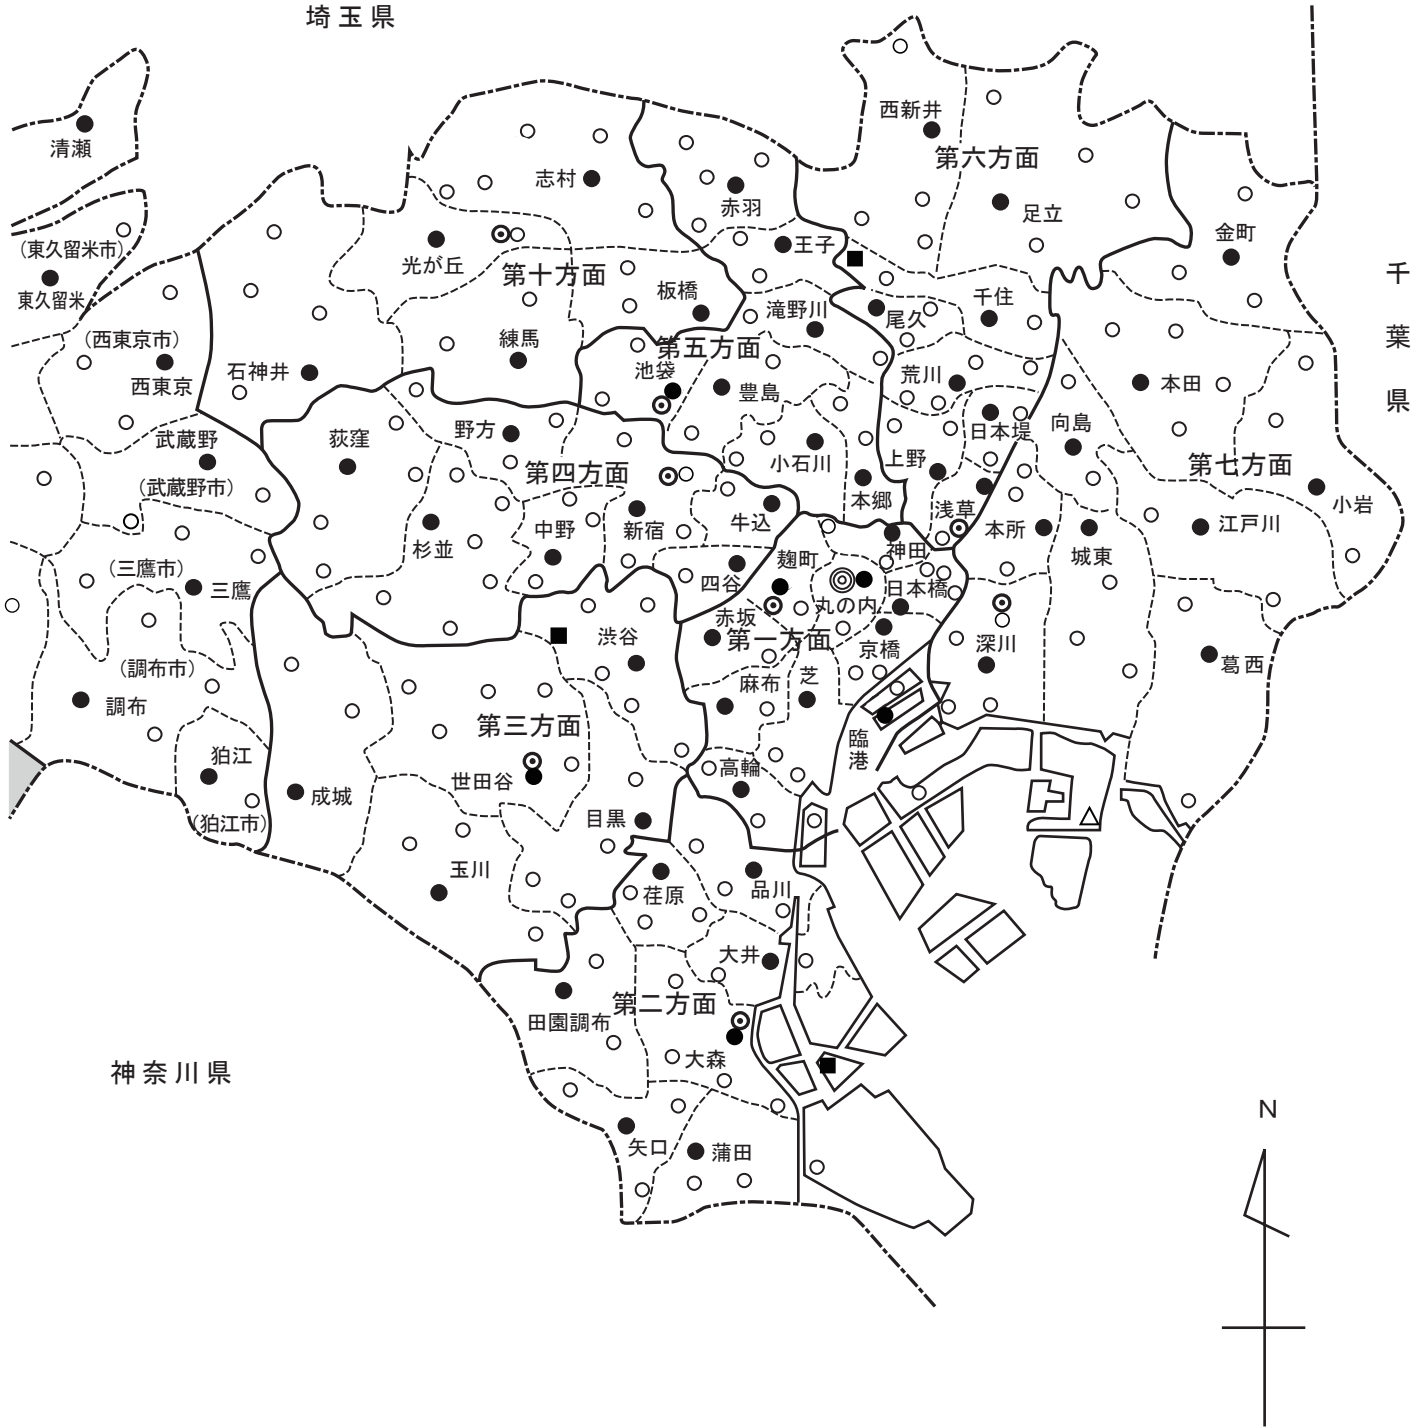 埼玉県
清瀬
西新井
第六方面
志村
赤羽
足立
王子
金町
(東久留米市)
東久留米
光が丘
第十方面
千葉県
板橋
滝野川
尾久
千住
(西東京市)
西東京
石神井
練馬
第五方面
池袋
豊島
荒川
本田
武蔵野
(武蔵野市)
荻窪
野方
第四方面
小石川
本郷
上野
日本堤
向島
第七方面
小岩
杉並
中野
新宿
牛込
浅草
本所
城東
江戸川
(三鷹市)
三鷹
四谷
麹町
神田
丸の内
日本橋
赤坂
第一方面
京橋
深川
葛西
渋谷
(調布市)
調布
麻布
芝
第三方面
臨港
狛江
(狛江市)
成城
世田谷
高輪
目黒
玉川
荏原
品川
大井
田園調布
第二方面
大森
矢口
蒲田
神奈川県
N